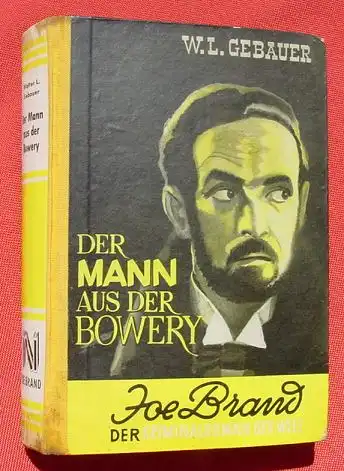 W. L. GEBAUER
DER
MANN
AUS DER
BOWERY
Joe Brand
DER
Walter L.
Gebauer
Der Mann
aus der
Bowery